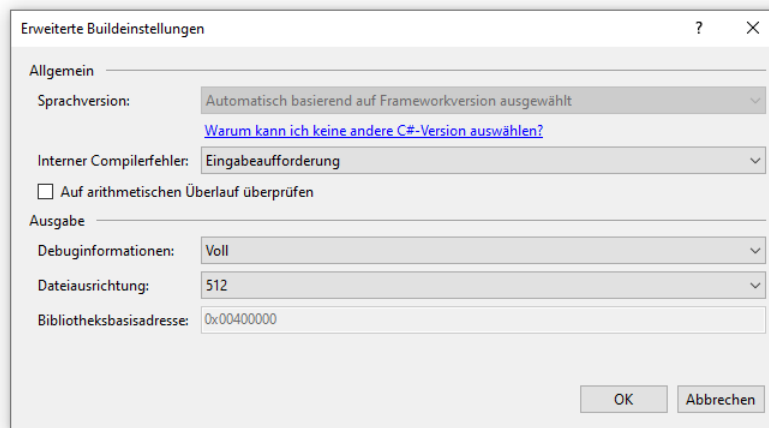 Erweiterte Buildeinstellungen
Allgemein
Sprachversion: Automatisch basierend auf Frameworkversion ausgewählt
Warum kann ich keine andere C#-Version auswählen?
Interner Compilerfehler: Eingabeaufforderung
Auf arithmetischen Überlauf überprüfen
Ausgabe
Debuginformationen: Voll
Dateiausrichtung: 512
Bibliotheksbasisadresse: 0x00400000
OK Abbrechen